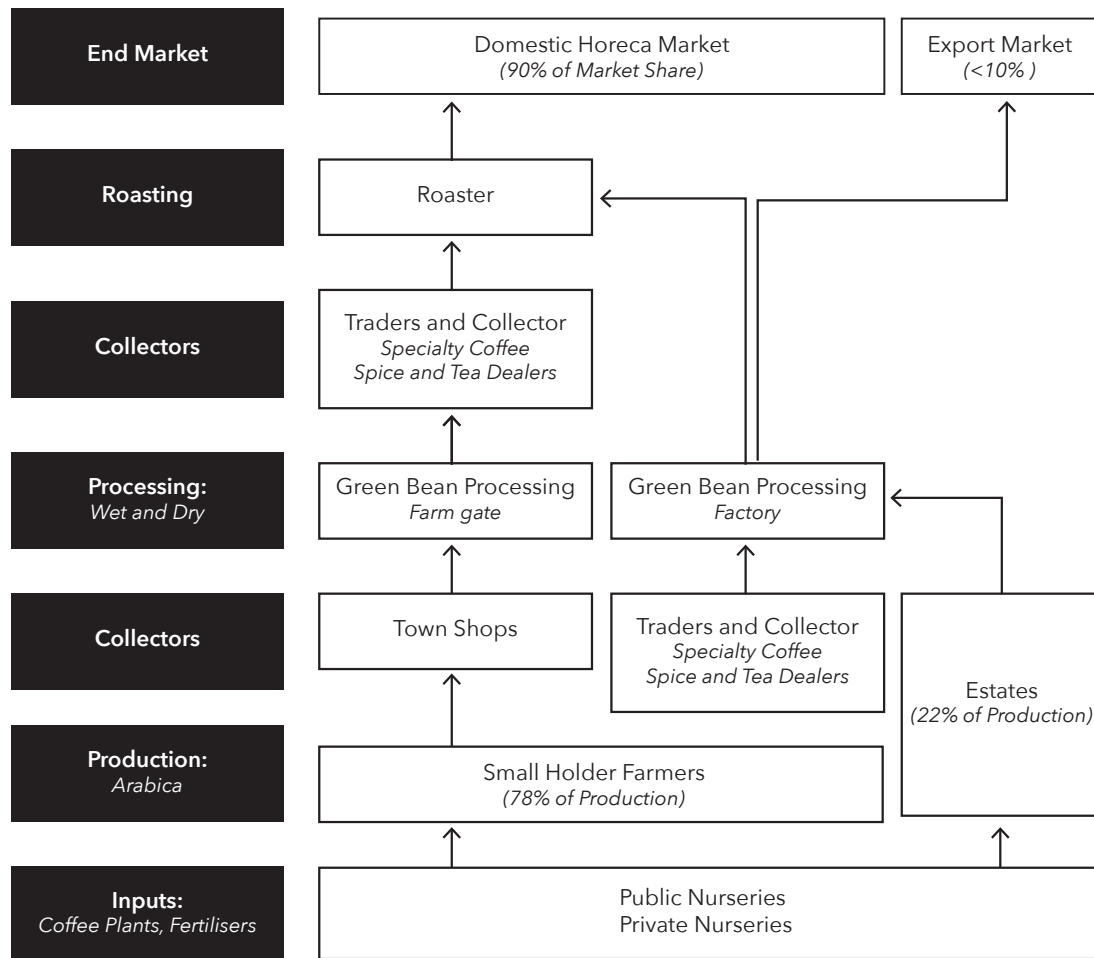 End Market
Domestic Horeca Market
(90% of Market Share)
Export Market
(<10% )
Roasting
Roaster
Collectors
Traders and Collector
Specialty Coffee
Spice and Tea Dealers
Processing:
Wet and Dry
Green Bean Processing
Farm gate
Green Bean Processing
Factory
Collectors
Town Shops
Traders and Collector
Specialty Coffee
Spice and Tea Dealers
Estates
(22% of Production)
Production:
Arabica
Small Holder Farmers
(78% of Production)
Inputs:
Coffee Plants, Fertilisers
Public Nurseries
Private Nurseries